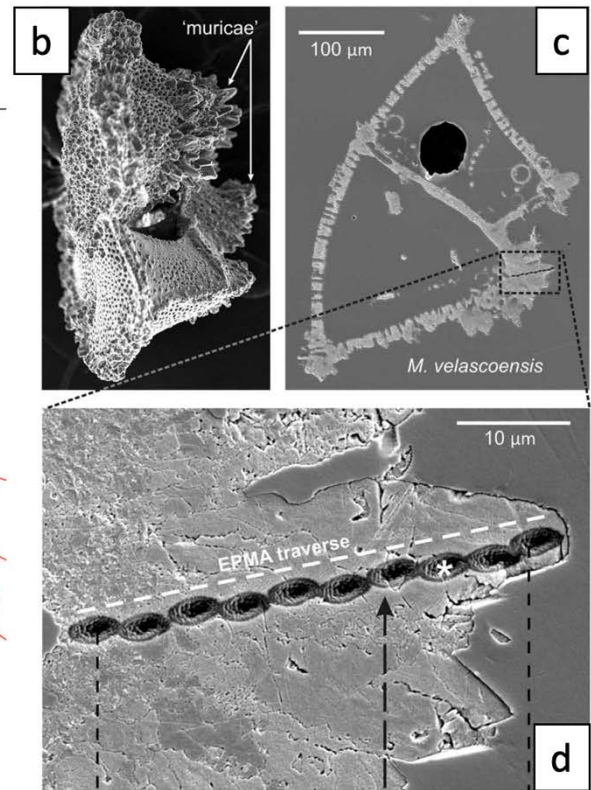 b
'muricae'
100 µm
c
M. velascoensis
10 µm
EPMA traverse
*
d